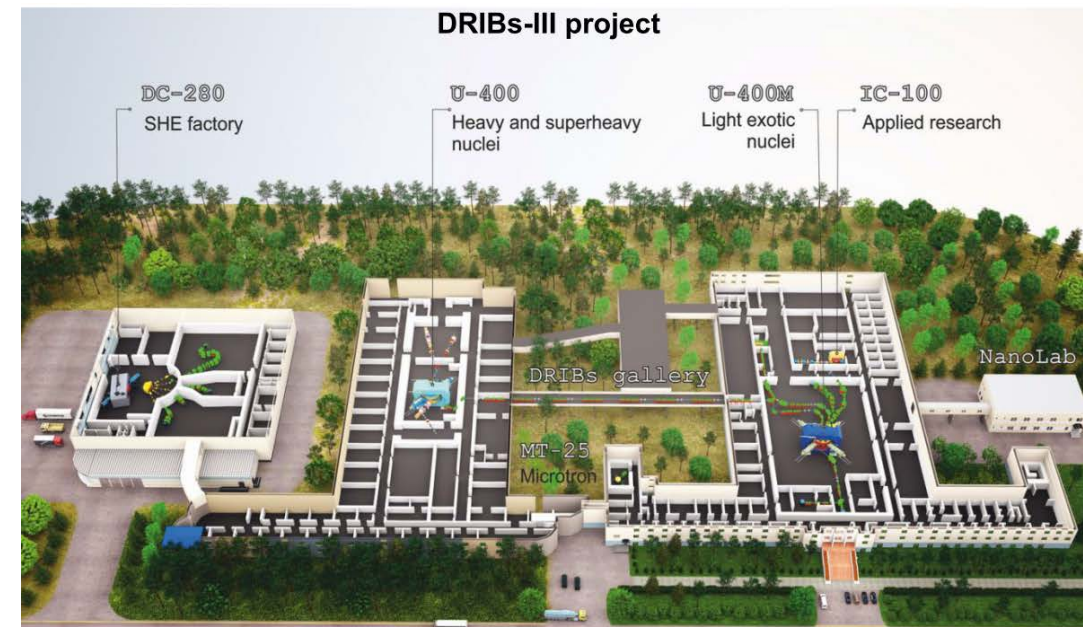 DRIBs-III project
DC-280
SHE factory
U-400
Heavy and superheavy
nuclei
U-400M
Light exotic
nuclei
IC-100
Applied research
NanoLab
DRIBs gallery
MT-25
Microtron